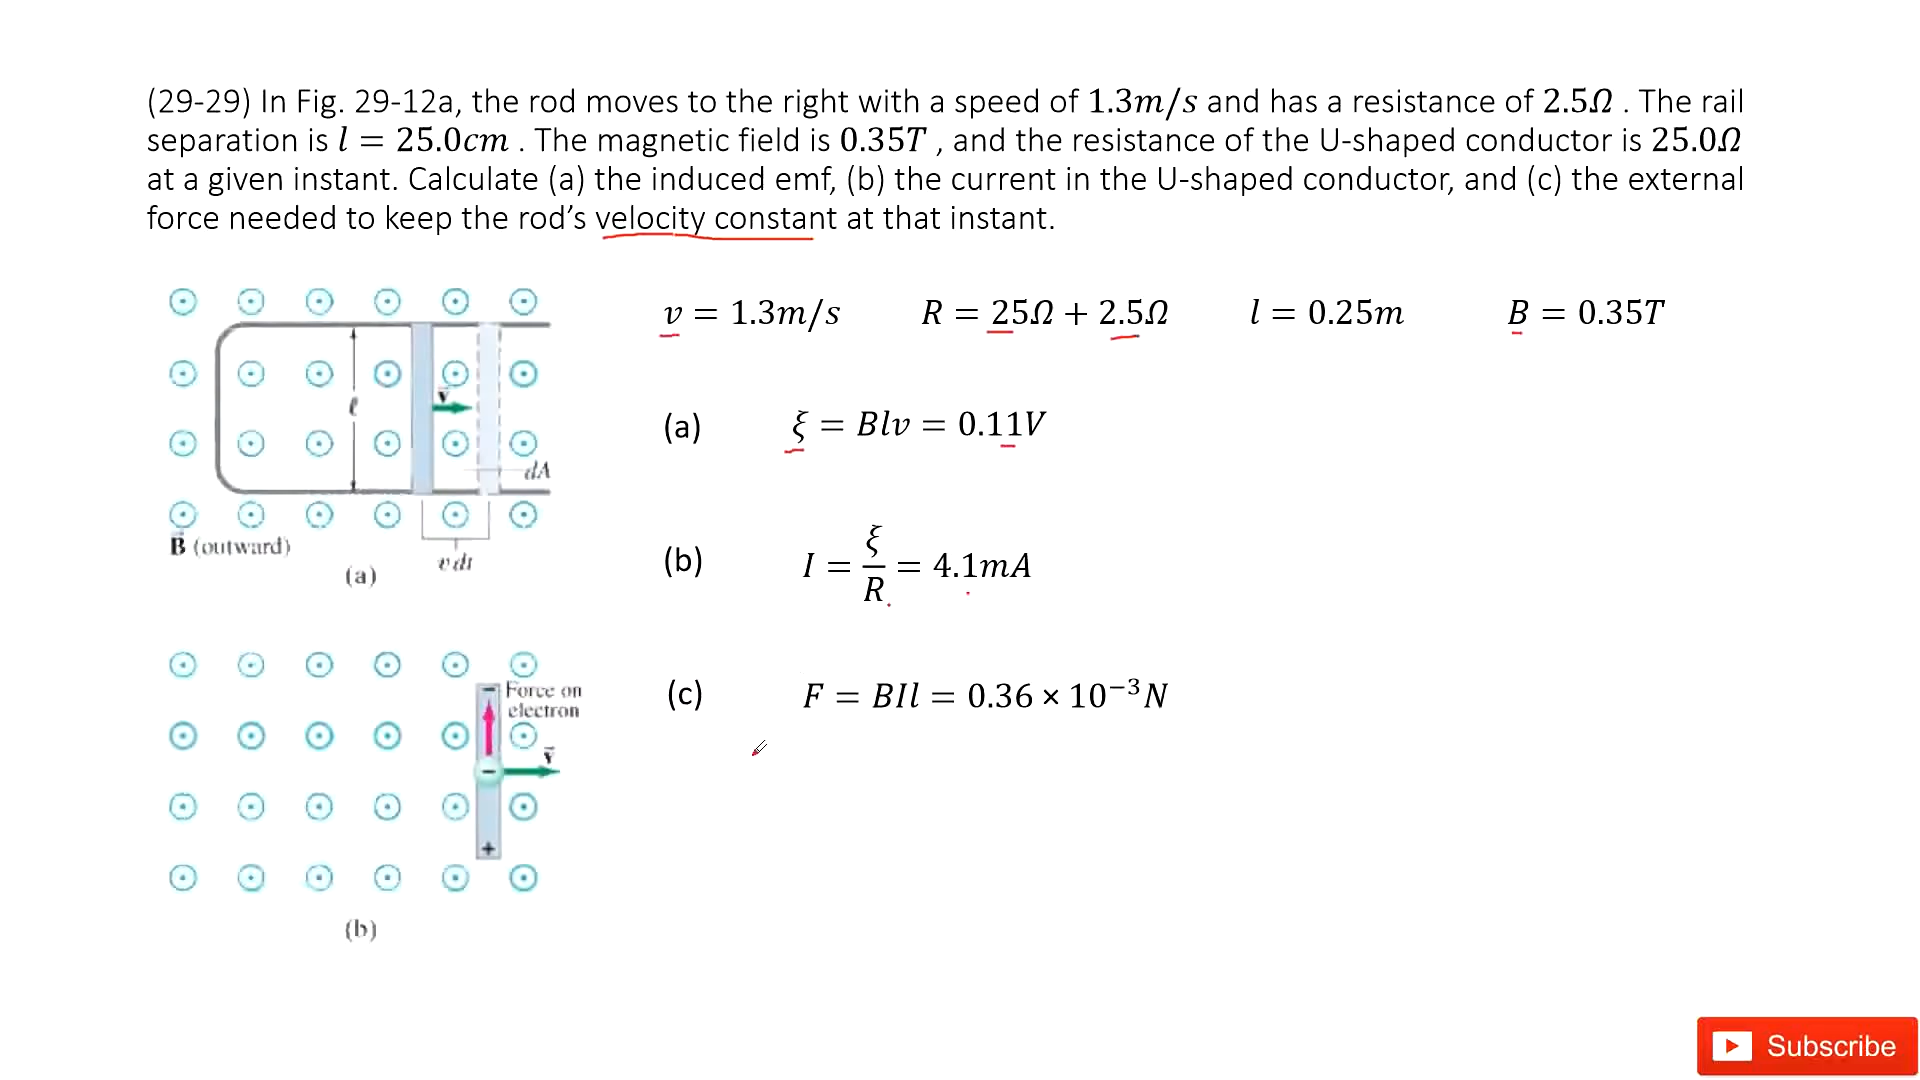 (29-29) In Fig. 29-12a, the rod moves to the right with a speed of 1.3m/s and has a resistance of 2.5Ω . The rail
separation is l = 25.0cm . The magnetic field is 0.35T , and the resistance of the U-shaped conductor is 25.0Ω
at a given instant. Calculate (a) the induced emf, (b) the current in the U-shaped conductor, and (c) the external
force needed to keep the rod’s velocity constant at that instant.
v = 1.3m/s R = 25Ω + 2.5Ω l = 0.25m B = 0.35T
(a) ξ = Blv = 0.11V
(b) I = ξ/R = 4.1mA
(c) F = BIl = 0.36 × 10⁻³N
v⃗
ℓ
dA
B⃗ (outward)
v dt
(a)
− Force on
electron
v⃗
−
+
(b)
Subscribe